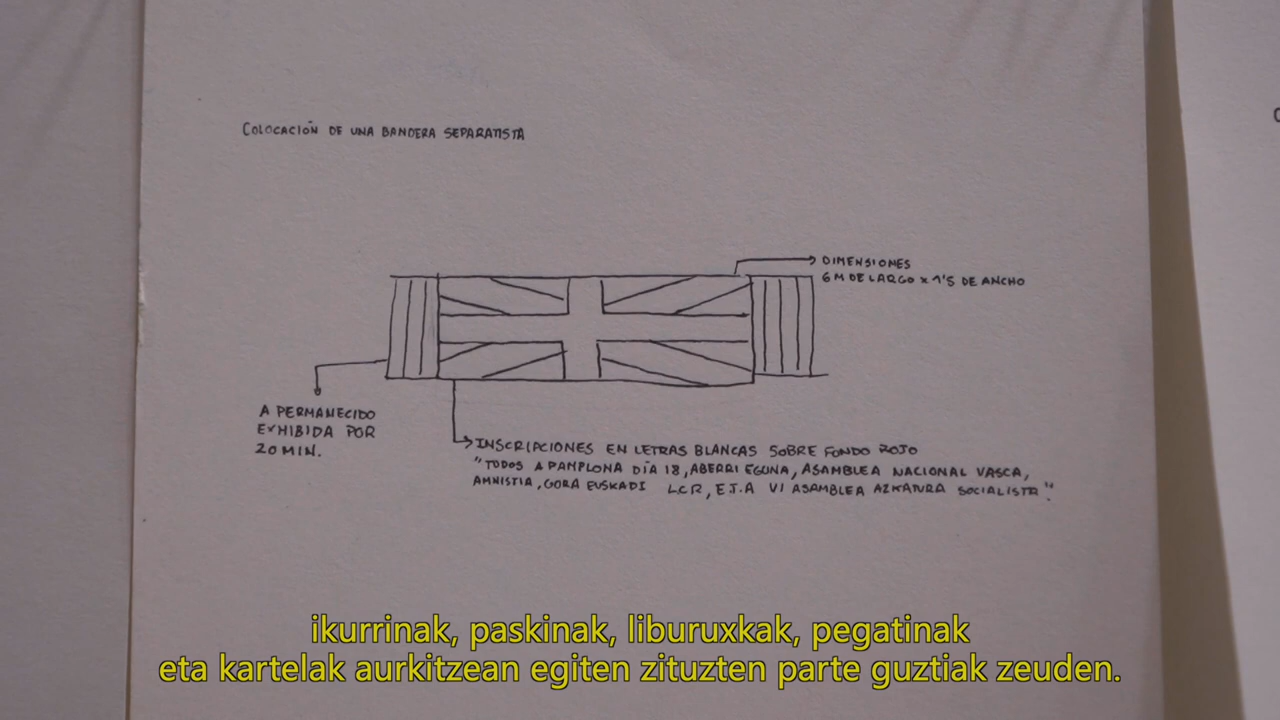 COLOCACIÓN DE UNA BANDERA SEPARATISTA
DIMENSIONES
6 M DE LARGO x 1'5 DE ANCHO
A PERMANECIDO
EXHIBIDA POR
20 MIN.
INSCRIPCIONES EN LETRAS BLANCAS SOBRE FONDO ROJO
"TODOS A PAMPLONA DÍA 18, ABERRI EGUNA, ASAMBLEA NACIONAL VASCA,
AMNISTIA, GORA EUSKADI LCR, E.T.A VI ASAMBLEA AZKATURA SOCIALISTA".
ikurrinak, paskinak, liburuxkak, pegatinak
eta kartelak aurkitzean egiten zituzten parte guztiak zeuden.